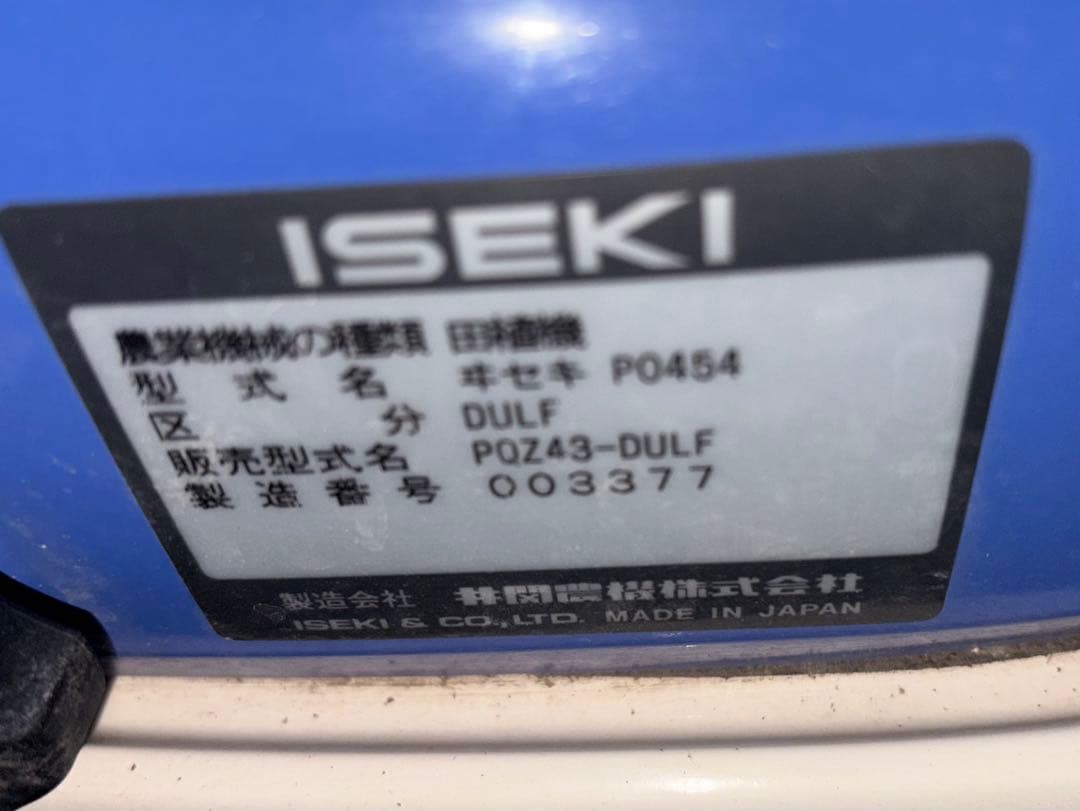 ISEKI
農業機械の種類 田植機
型式名 ヰセキ P0454
区分 DULF
販売型式名 PQZ43-DULF
製造番号 003377
製造会社 井関農機株式会社
ISEKI & CO.,LTD. MADE IN JAPAN